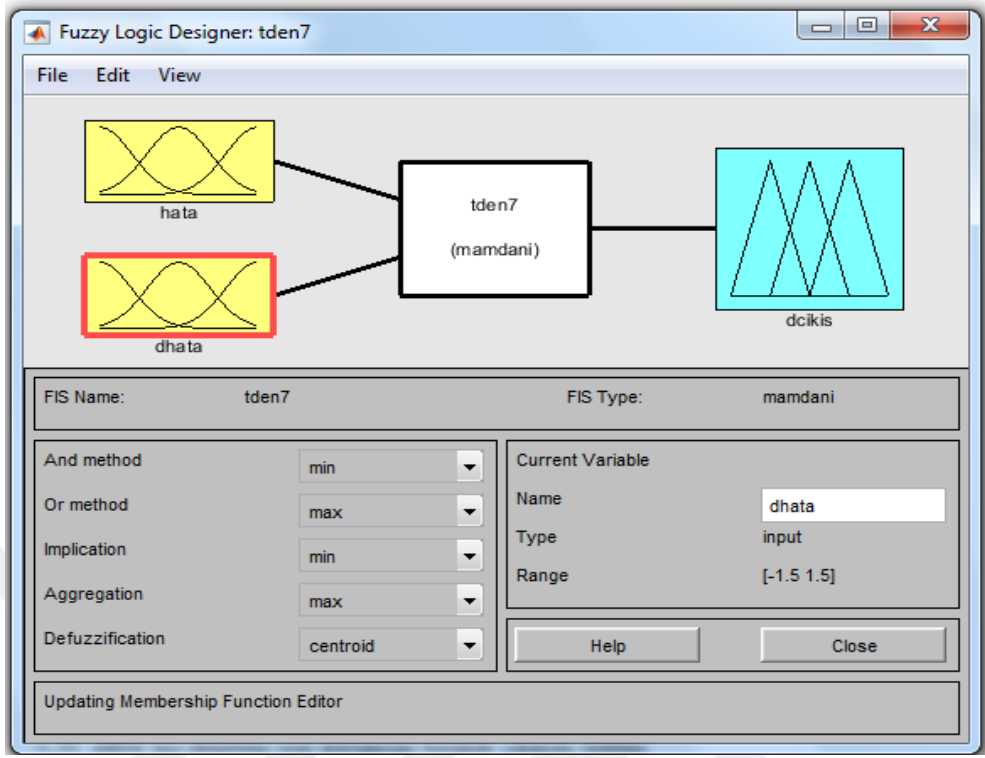 Fuzzy Logic Designer: tden7
File Edit View
hata
dhata
tden7
(mamdani)
dcikis
FIS Name: tden7 FIS Type: mamdani
And method min
Or method max
Implication min
Aggregation max
Defuzzification centroid
Current Variable
Name dhata
Type input
Range [-1.5 1.5]
Help Close
Updating Membership Function Editor